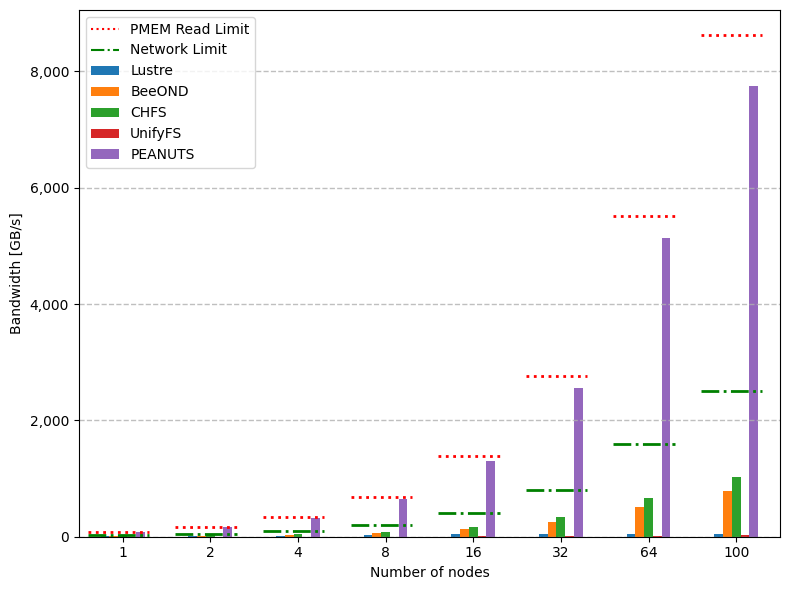 PMEM Read Limit
Network Limit
Lustre
BeeOND
CHFS
UnifyFS
PEANUTS
8,000
6,000
4,000
2,000
0
Bandwidth [GB/s]
1 2 4 8 16 32 64 100
Number of nodes